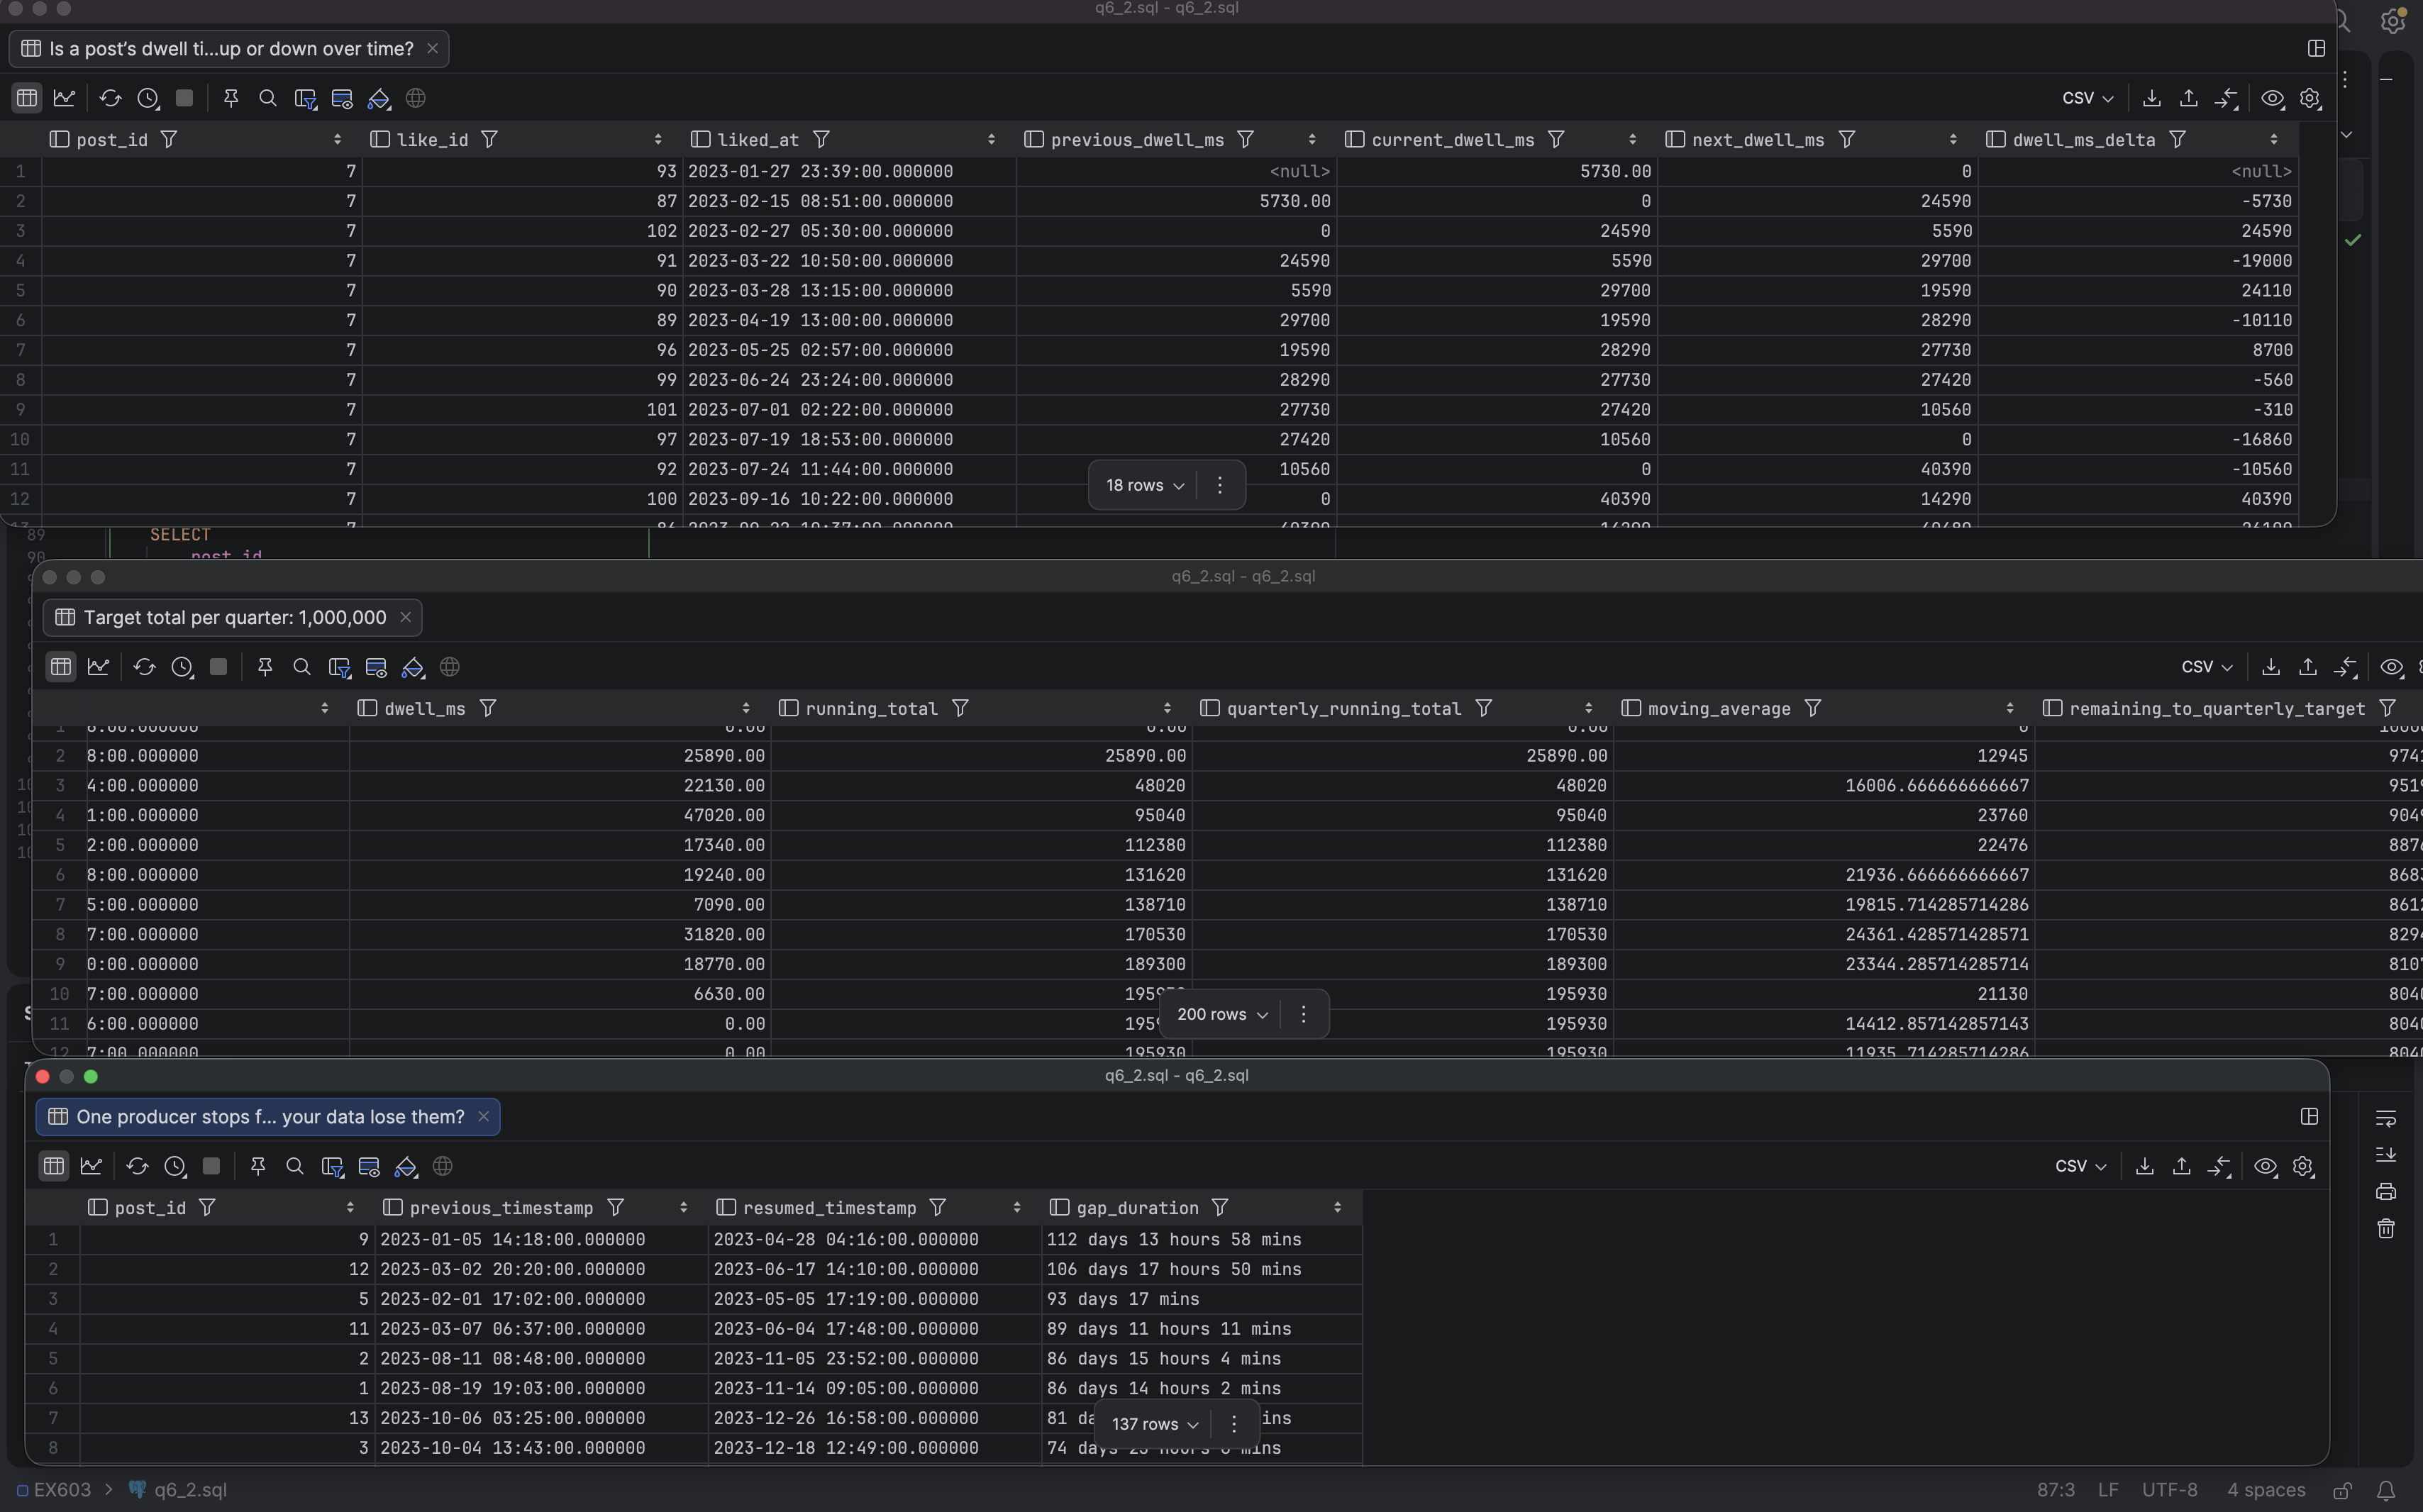 q6_2.sql - q6_2.sql
Is a post’s dwell ti...up or down over time?
CSV
post_id like_id liked_at previous_dwell_ms current_dwell_ms next_dwell_ms dwell_ms_delta
1 7 93 2023-01-27 23:39:00.000000 <null> 5730.00 0 <null>
2 7 87 2023-02-15 08:51:00.000000 5730.00 0 24590 -5730
3 7 102 2023-02-27 05:30:00.000000 0 24590 5590 24590
4 7 91 2023-03-22 10:50:00.000000 24590 5590 29700 -19000
5 7 90 2023-03-28 13:15:00.000000 5590 29700 19590 24110
6 7 89 2023-04-19 13:00:00.000000 29700 19590 28290 -10110
7 7 96 2023-05-25 02:57:00.000000 19590 28290 27730 8700
8 7 99 2023-06-24 23:24:00.000000 28290 27730 27420 -560
9 7 101 2023-07-01 02:22:00.000000 27730 27420 10560 -310
10 7 97 2023-07-19 18:53:00.000000 27420 10560 0 -16860
11 7 92 2023-07-24 11:44:00.000000 10560 0 40390 -10560
12 7 100 2023-09-16 10:22:00.000000 0 40390 14290 40390
18 rows
89 SELECT
90 post_id
q6_2.sql - q6_2.sql
Target total per quarter: 1,000,000
CSV
dwell_ms running_total quarterly_running_total moving_average remaining_to_quarterly_target
2 8:00.000000 25890.00 25890.00 25890.00 12945 974
3 4:00.000000 22130.00 48020 48020 16006.666666666667 951
4 1:00.000000 47020.00 95040 95040 23760 904
5 2:00.000000 17340.00 112380 112380 22476 887
6 8:00.000000 19240.00 131620 131620 21936.666666666667 868
7 5:00.000000 7090.00 138710 138710 19815.714285714286 861
8 7:00.000000 31820.00 170530 170530 24361.428571428571 829
9 0:00.000000 18770.00 189300 189300 23344.285714285714 810
10 7:00.000000 6630.00 195930 21130 804
11 6:00.000000 0.00 195930 14412.857142857143 804
12 7:00.000000 0.00 195930 195930 11935.714285714286 804
200 rows
q6_2.sql - q6_2.sql
One producer stops f... your data lose them?
CSV
post_id previous_timestamp resumed_timestamp gap_duration
1 9 2023-01-05 14:18:00.000000 2023-04-28 04:16:00.000000 112 days 13 hours 58 mins
2 12 2023-03-02 20:20:00.000000 2023-06-17 14:10:00.000000 106 days 17 hours 50 mins
3 5 2023-02-01 17:02:00.000000 2023-05-05 17:19:00.000000 93 days 17 mins
4 11 2023-03-07 06:37:00.000000 2023-06-04 17:48:00.000000 89 days 11 hours 11 mins
5 2 2023-08-11 08:48:00.000000 2023-11-05 23:52:00.000000 86 days 15 hours 4 mins
6 1 2023-08-19 19:03:00.000000 2023-11-14 09:05:00.000000 86 days 14 hours 2 mins
7 13 2023-10-06 03:25:00.000000 2023-12-26 16:58:00.000000 81
8 3 2023-10-04 13:43:00.000000 2023-12-18 12:49:00.000000 74
137 rows
EX603 > q6_2.sql
87:3 LF UTF-8 4 spaces